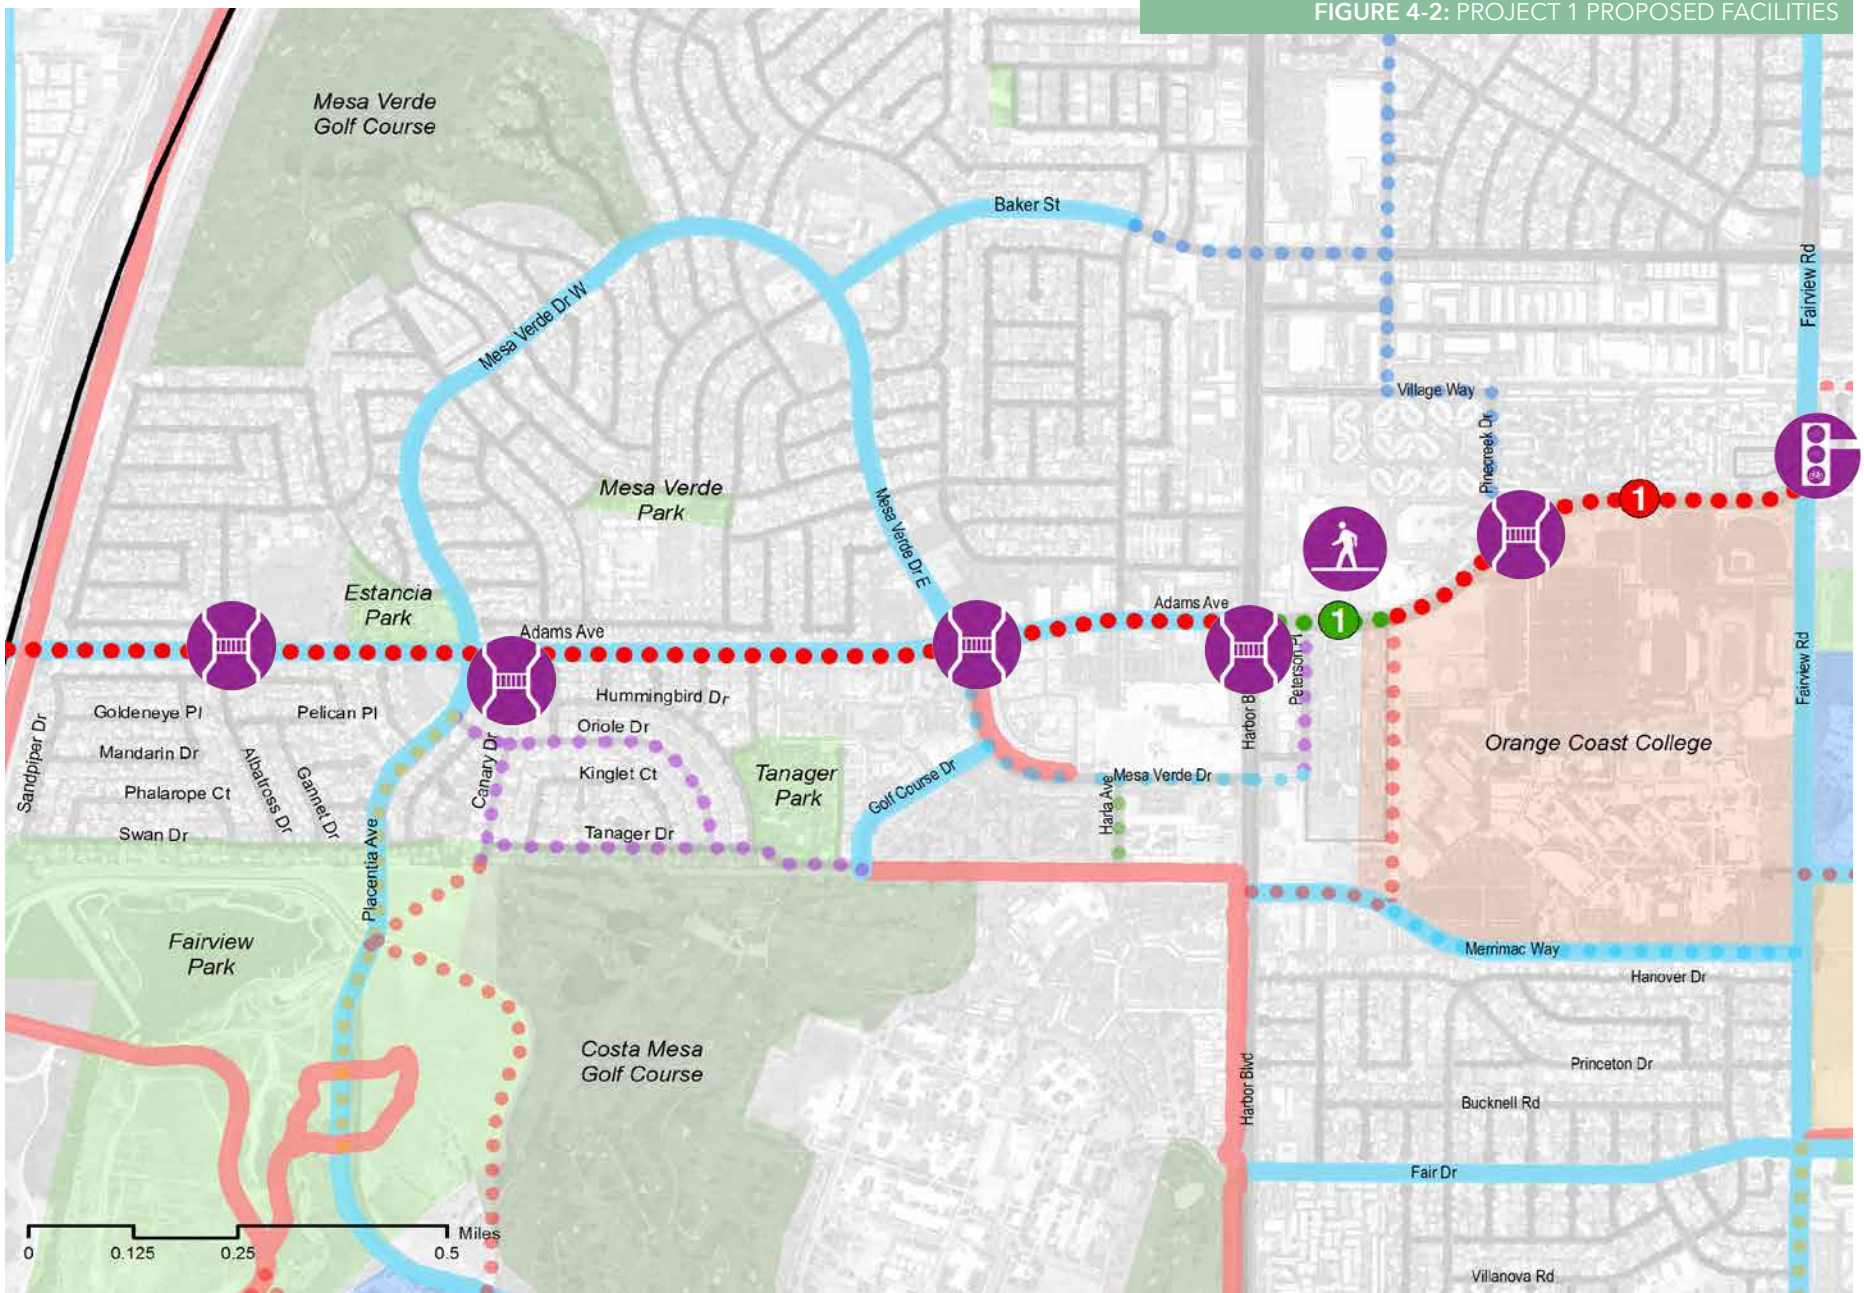 FIGURE 4-2: PROJECT 1 PROPOSED FACILITIES
Mesa Verde
Golf Course
Baker St
Fairview Rd
Mesa Verde Dr W
Village Way
Pinecreek Dr
Mesa Verde
Park
Mesa Verde Dr E
1
Estancia
Park
Adams Ave
Adams Ave
1
Peterson Pl
Fairview Rd
Hummingbird Dr
Goldeneye Pl
Pelican Pl
Oriole Dr
Harbor B
Orange Coast College
Sandpiper Dr
Mandarin Dr
Albatross Dr
Gannet Dr
Canary Dr
Kinglet Ct
Tanager
Park
Golf Course Dr
Mesa Verde Dr
Phalarope Ct
Harla Ave
Swan Dr
Placentia Ave
Tanager Dr
Fairview
Park
Merrimac Way
Hanover Dr
Costa Mesa
Golf Course
Harbor Blvd
Princeton Dr
Bucknell Rd
Fair Dr
Miles
0
0.125
0.25
0.5
Villanova Rd